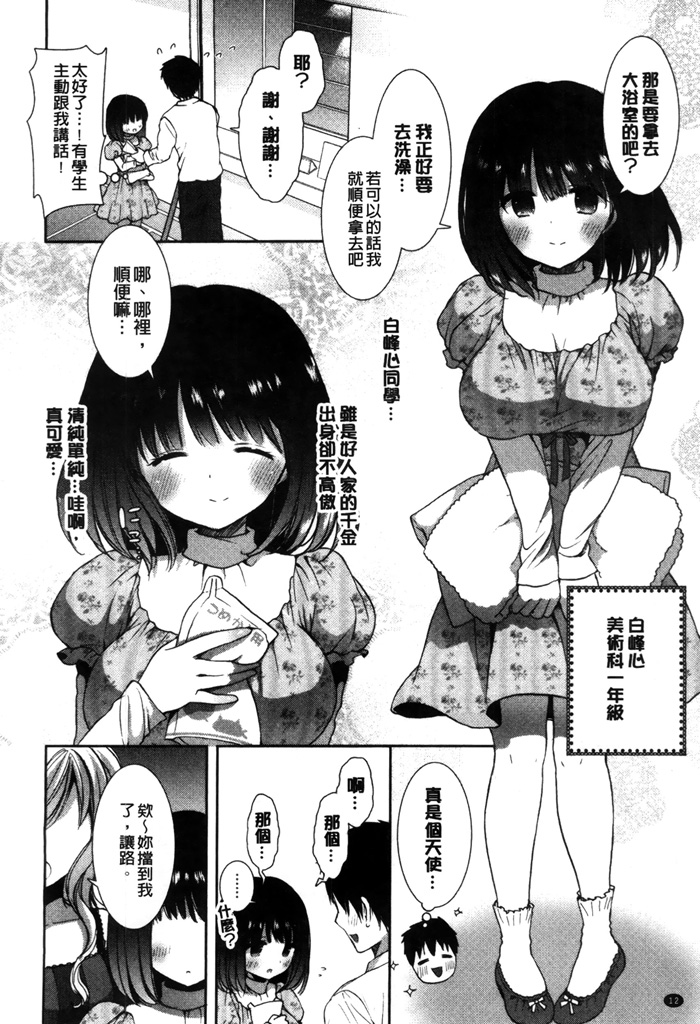 那是要拿去
大浴室的吧？
我正好要
去洗澡…
若可以的話我
就順便拿去吧
耶？
謝、謝謝…
太好了…！有學生
主動跟我講話！
白峰心同學…
哪、哪裡，
順便嘛…
雖是好人家的千金
出身卻不高傲
清純單純…哇啊，
真可愛…
白峰心
美術科一年級
真是個天使…
啊…
那個…
那個…
……
什麼？
欸～妳擋到我
了，讓路。
12